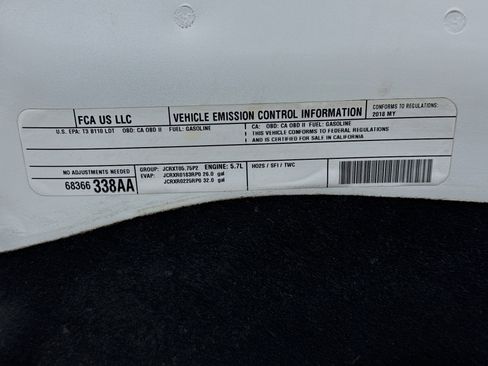 FCA US LLC
VEHICLE EMISSION CONTROL INFORMATION
CONFORMS TO REGULATIONS:
2018 MY
U.S. EPA: T3 B110 LDT OBD: CA OBD II FUEL: GASOLINE
CA: OBD: CA OBD II FUEL: GASOLINE
THIS VEHICLE CONFORMS TO FEDERAL REGULATIONS
AND IS CERTIFIED FOR SALE IN CALIFORNIA
NO ADJUSTMENTS NEEDED
68366 338AA
GROUP: JCRXT05.75P2 ENGINE: 5.7L
EVAP: JCRXR0183RP0 26.0 gal
JCRXR0225RP0 32.0 gal
HO2S / SFI / TWC